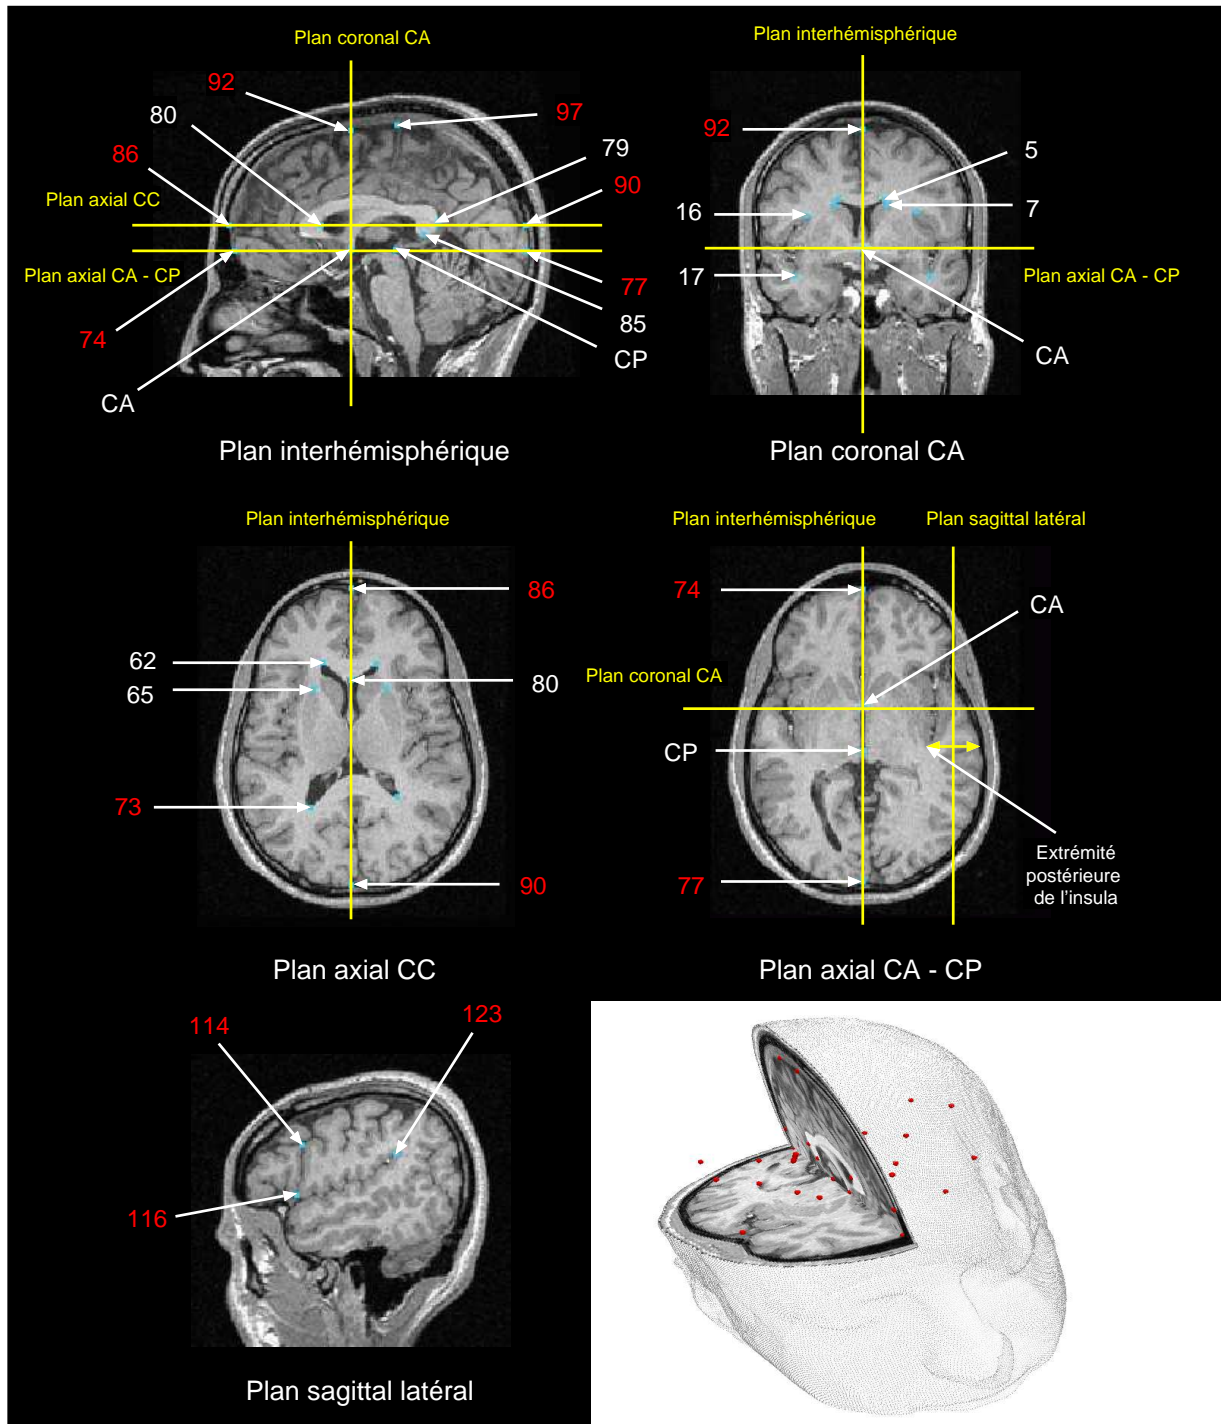 Plan coronal CA
92
80
97
86
79
90
Plan axial CC
Plan axial CA - CP
77
85
74
CP
CA
Plan interhémisphérique
Plan interhémisphérique
92
5
16
7
17
Plan axial CA - CP
CA
Plan coronal CA
Plan interhémisphérique
86
62
80
65
73
90
Plan axial CC
Plan interhémisphérique
Plan sagittal latéral
74
CA
Plan coronal CA
CP
Extrémité
postérieure
de l'insula
77
Plan axial CA - CP
114
123
116
Plan sagittal latéral